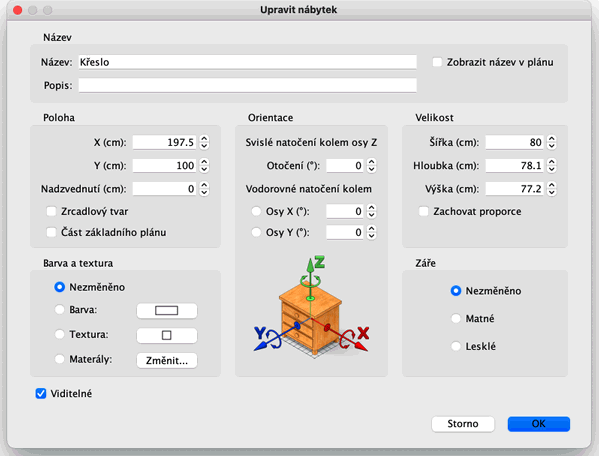 Upravit nábytek
Název
Název: Křeslo
Zobrazit název v plánu
Popis:
Poloha
X (cm): 197.5
Y (cm): 100
Nadzvednutí (cm): 0
Zrcadlový tvar
Část základního plánu
Orientace
Svislé natočení kolem osy Z
Otočení (°): 0
Vodorovné natočení kolem
Osy X (°): 0
Osy Y (°): 0
Z
Y
X
Velikost
Šířka (cm): 80
Hloubka (cm): 78.1
Výška (cm): 77.2
Zachovat proporce
Barva a textura
Nezměněno
Barva:
Textura:
Materály: Změnit...
Záře
Nezměněno
Matné
Lesklé
Viditelné
Storno
OK